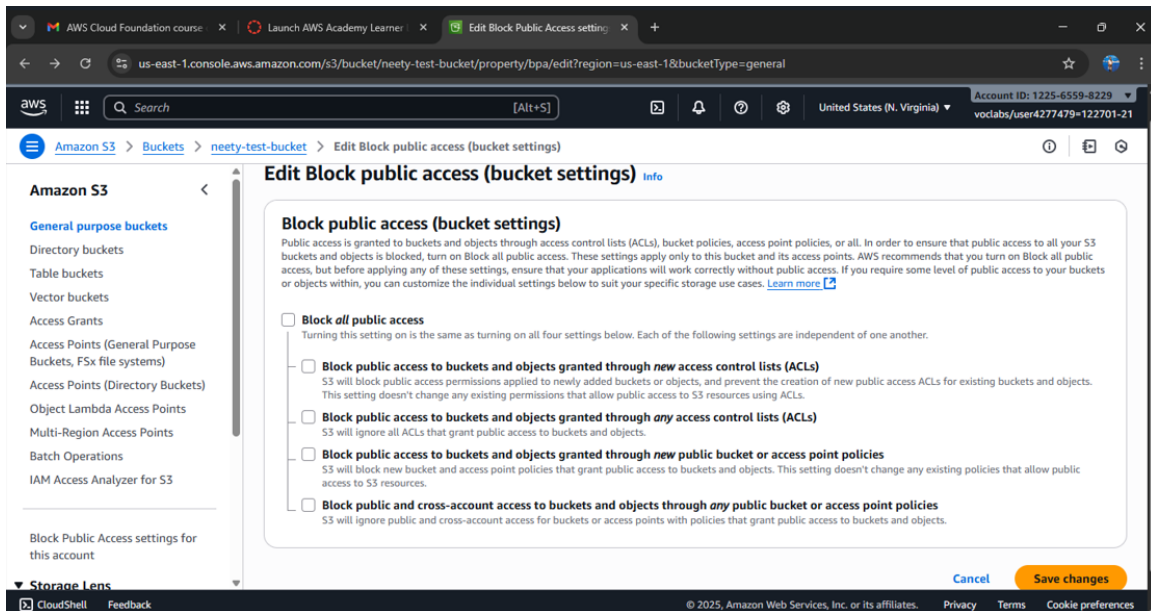 AWS Cloud Foundation course
Launch AWS Academy Learner
Edit Block Public Access setting
us-east-1.console.aws.amazon.com/s3/bucket/neety-test-bucket/property/bpa/edit?region=us-east-1&bucketType=general
aws
Search
[Alt+S]
United States (N. Virginia)
Account ID: 1225-6559-8229
voclabs/user4277479=122701-21
Amazon S3 > Buckets > neety-test-bucket > Edit Block public access (bucket settings)
Amazon S3
General purpose buckets
Directory buckets
Table buckets
Vector buckets
Access Grants
Access Points (General Purpose
Buckets, FSx file systems)
Access Points (Directory Buckets)
Object Lambda Access Points
Multi-Region Access Points
Batch Operations
IAM Access Analyzer for S3
Block Public Access settings for
this account
Storage Lens
Edit Block public access (bucket settings) Info
Block public access (bucket settings)
Public access is granted to buckets and objects through access control lists (ACLs), bucket policies, access point policies, or all. In order to ensure that public access to all your S3
buckets and objects is blocked, turn on Block all public access. These settings apply only to this bucket and its access points. AWS recommends that you turn on Block all public
access, but before applying any of these settings, ensure that your applications will work correctly without public access. If you require some level of public access to your buckets
or objects within, you can customize the individual settings below to suit your specific storage use cases. Learn more
Block all public access
Turning this setting on is the same as turning on all four settings below. Each of the following settings are independent of one another.
Block public access to buckets and objects granted through new access control lists (ACLs)
S3 will block public access permissions applied to newly added buckets or objects, and prevent the creation of new public access ACLs for existing buckets and objects.
This setting doesn't change any existing permissions that allow public access to S3 resources using ACLs.
Block public access to buckets and objects granted through any access control lists (ACLs)
S3 will ignore all ACLs that grant public access to buckets and objects.
Block public access to buckets and objects granted through new public bucket or access point policies
S3 will block new bucket and access point policies that grant public access to buckets and objects. This setting doesn't change any existing policies that allow public
access to S3 resources.
Block public and cross-account access to buckets and objects through any public bucket or access point policies
S3 will ignore public and cross-account access for buckets or access points with policies that grant public access to buckets and objects.
Cancel
Save changes
CloudShell
Feedback
© 2025, Amazon Web Services, Inc. or its affiliates.
Privacy
Terms
Cookie preferences